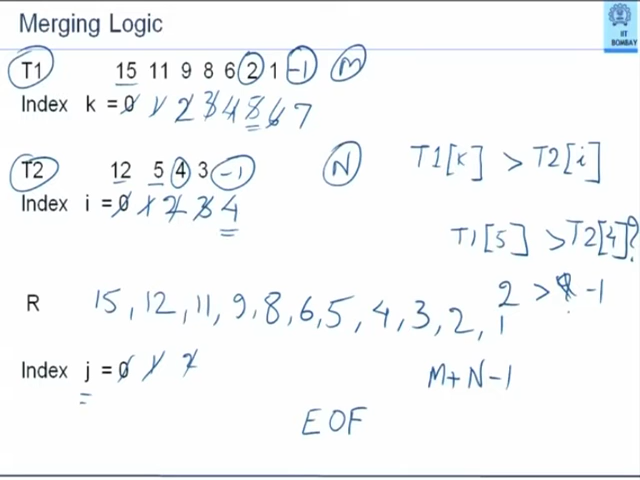 Merging Logic
IIT BOMBAY
T1 15 11 9 8 6 2 1 -1 M
Index k = 0 1 2 3 4 5 6 7
T1[K] > T2[i]
T2 12 5 4 3 -1 N
Index i = 0 1 2 3 4
T1[5] > T2[4]?
2 > -1
R 15, 12, 11, 9, 8, 6, 5, 4, 3, 2, 1
Index j = 0 1 2
M+N-1
EOF